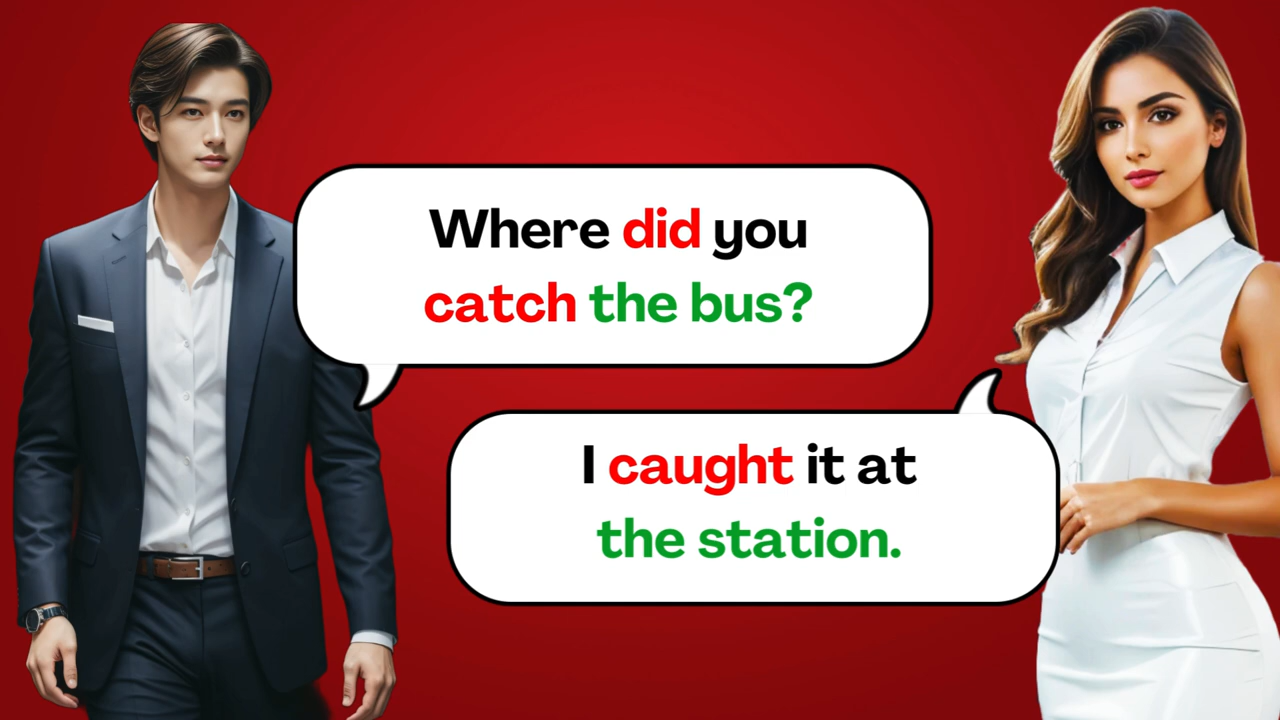 Where did you
catch the bus?
I caught it at
the station.